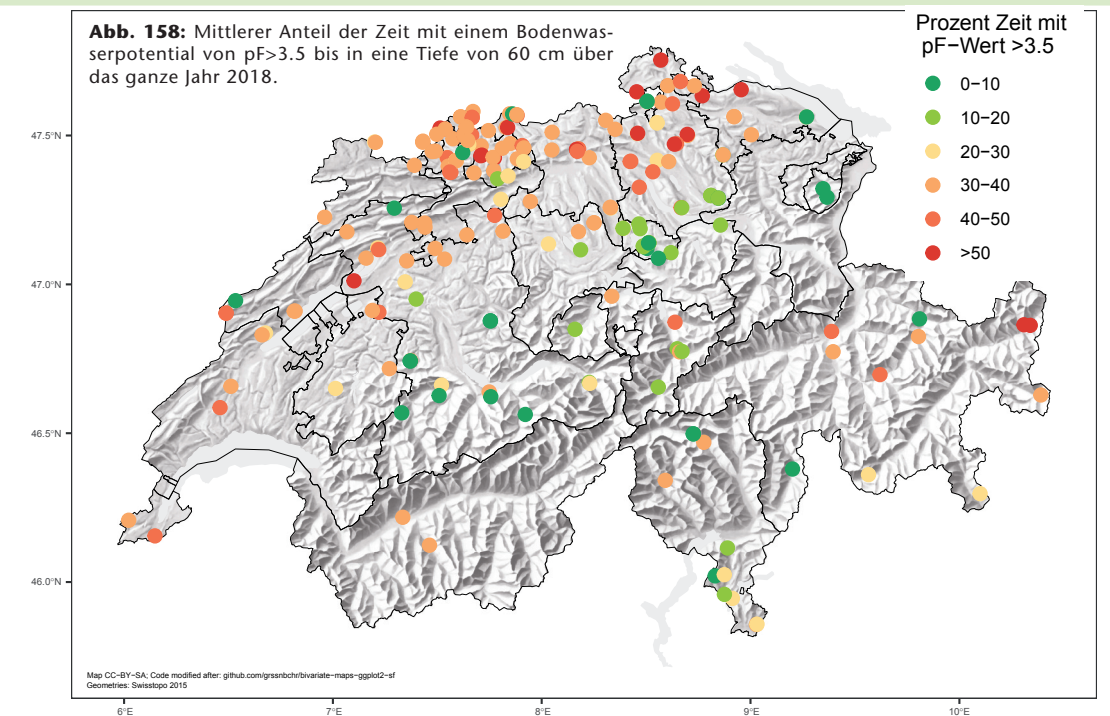 Abb. 158: Mittlerer Anteil der Zeit mit einem Bodenwas-
serpotential von pF>3.5 bis in eine Tiefe von 60 cm über
das ganze Jahr 2018.
Prozent Zeit mit
pF−Wert >3.5
0−10
10−20
20−30
30−40
40−50
>50
47.5°N
47.0°N
46.5°N
46.0°N
Map CC−BY−SA; Code modified after: github.com/grssnbchr/bivariate−maps−ggplot2−sf
Geometries: Swisstopo 2015
6°E
7°E
8°E
9°E
10°E